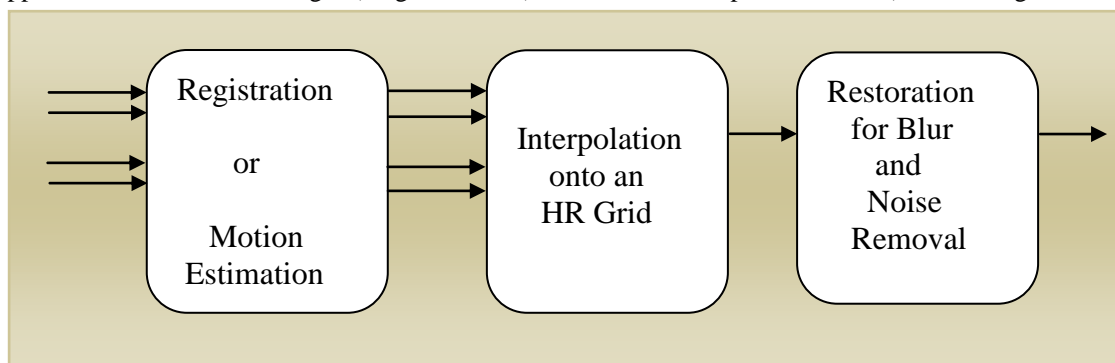 Registration
or
Motion
Estimation
Interpolation
onto an
HR Grid
Restoration
for Blur
and
Noise
Removal